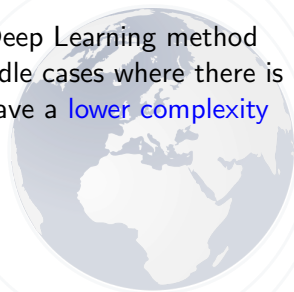 Deep Learning method
dle cases where there is
ave a lower complexity